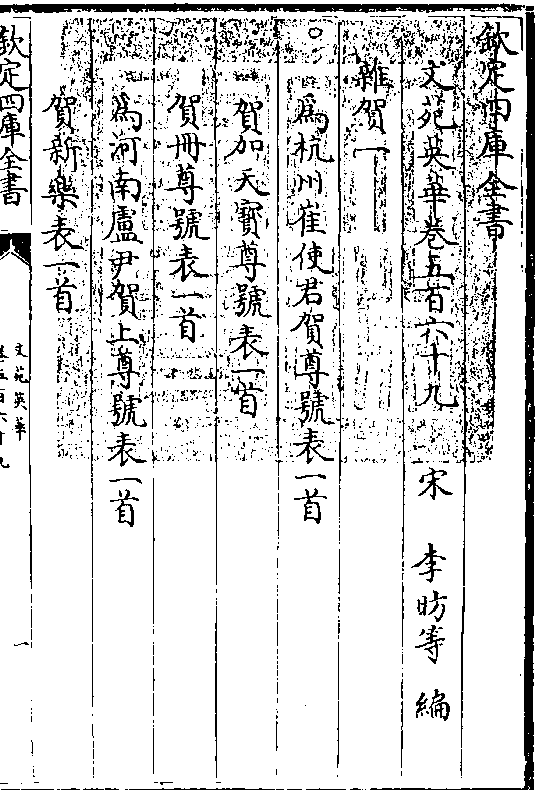 欽定四庫全書
文苑英華卷五百六十九　宋　李昉等　編
雜賀一
爲杭州崔使君賀尊號表一首
賀加天寶尊號表一首
賀冊尊號表一首
爲河南盧尹賀上尊號表一首
賀新樂表一首
欽定四庫全書
文苑英華
卷五百六十九
一